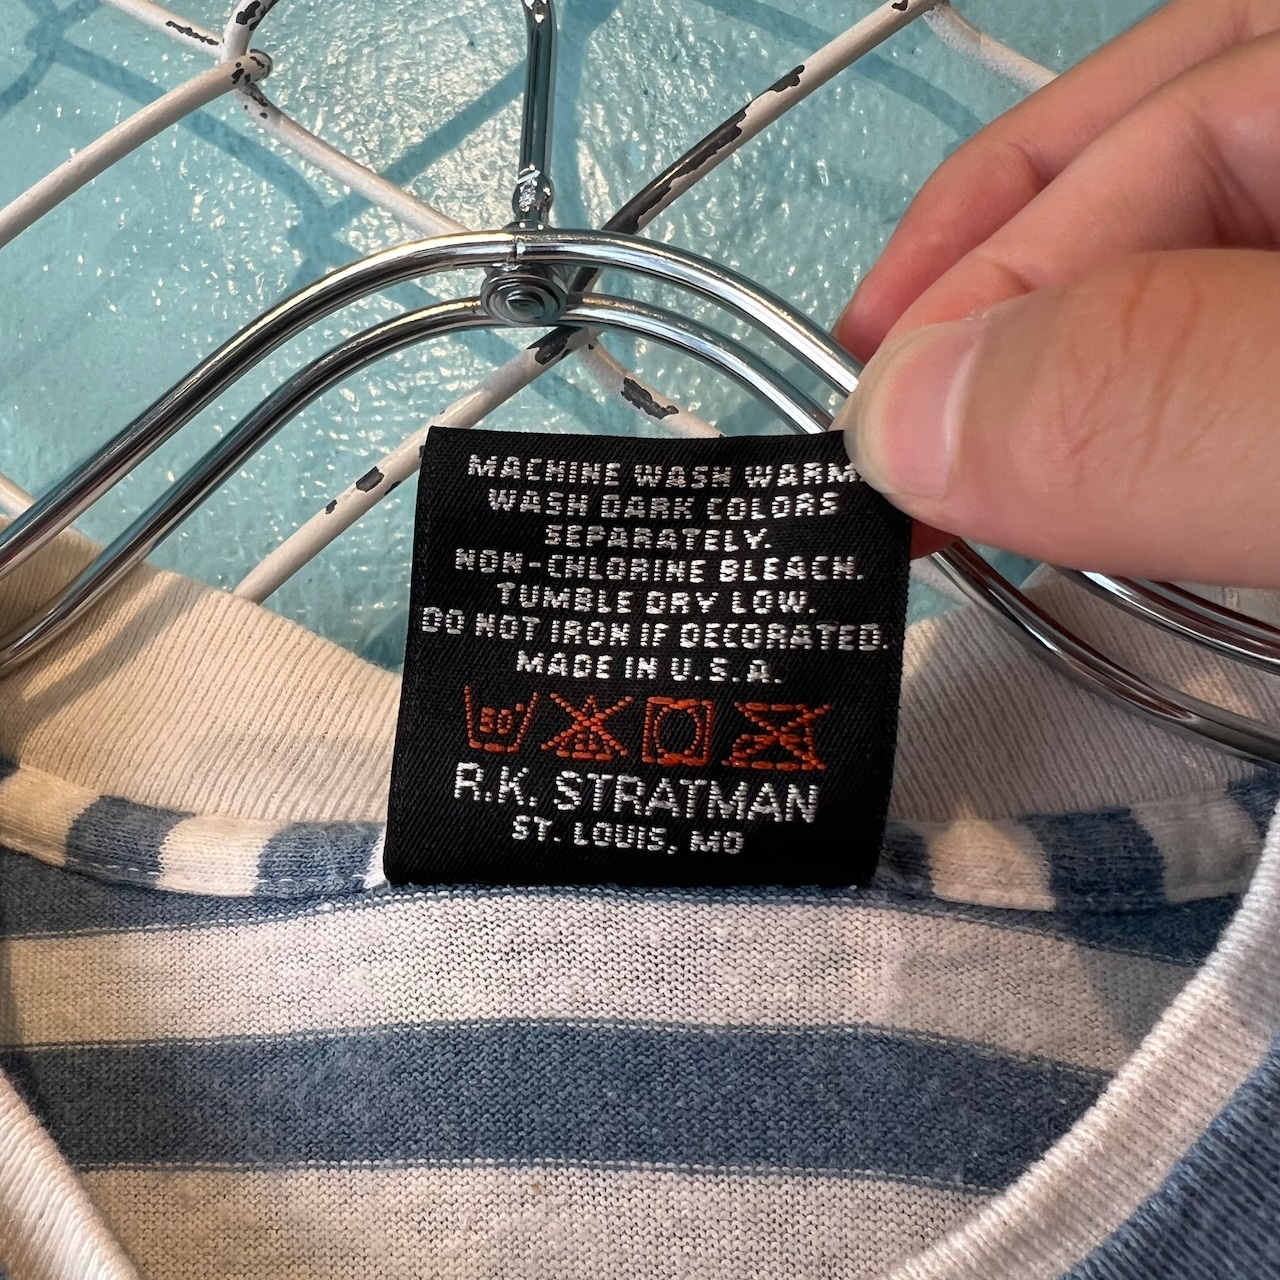 MACHINE WASH WARM
WASH DARK COLORS
SEPARATELY.
NON-CHLORINE BLEACH.
TUMBLE DRY LOW.
DO NOT IRON IF DECORATED.
MADE IN U.S.A.
50°
R.K. STRATMAN
ST. LOUIS, MO